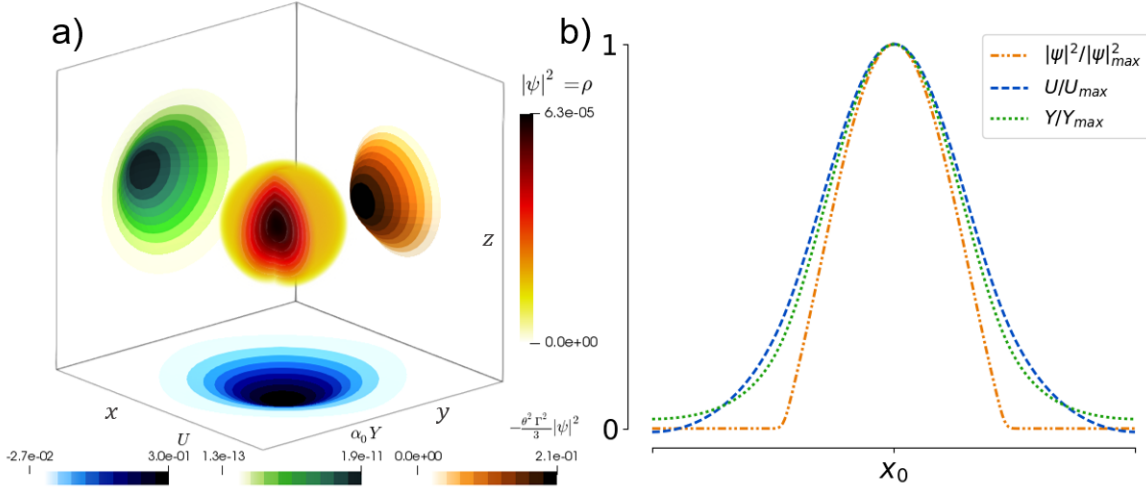 a)
|ψ|² = ρ
6.3e-05
0.0e+00
x
y
z
U
-2.7e-02
3.0e-01
α₀Y
1.3e-13
1.9e-11
-\frac{θ²Γ²}{3}|ψ|²
0.0e+00
2.1e-01
b)
1
0
x₀
|ψ|²/|ψ|²max
U/Umax
Y/Ymax